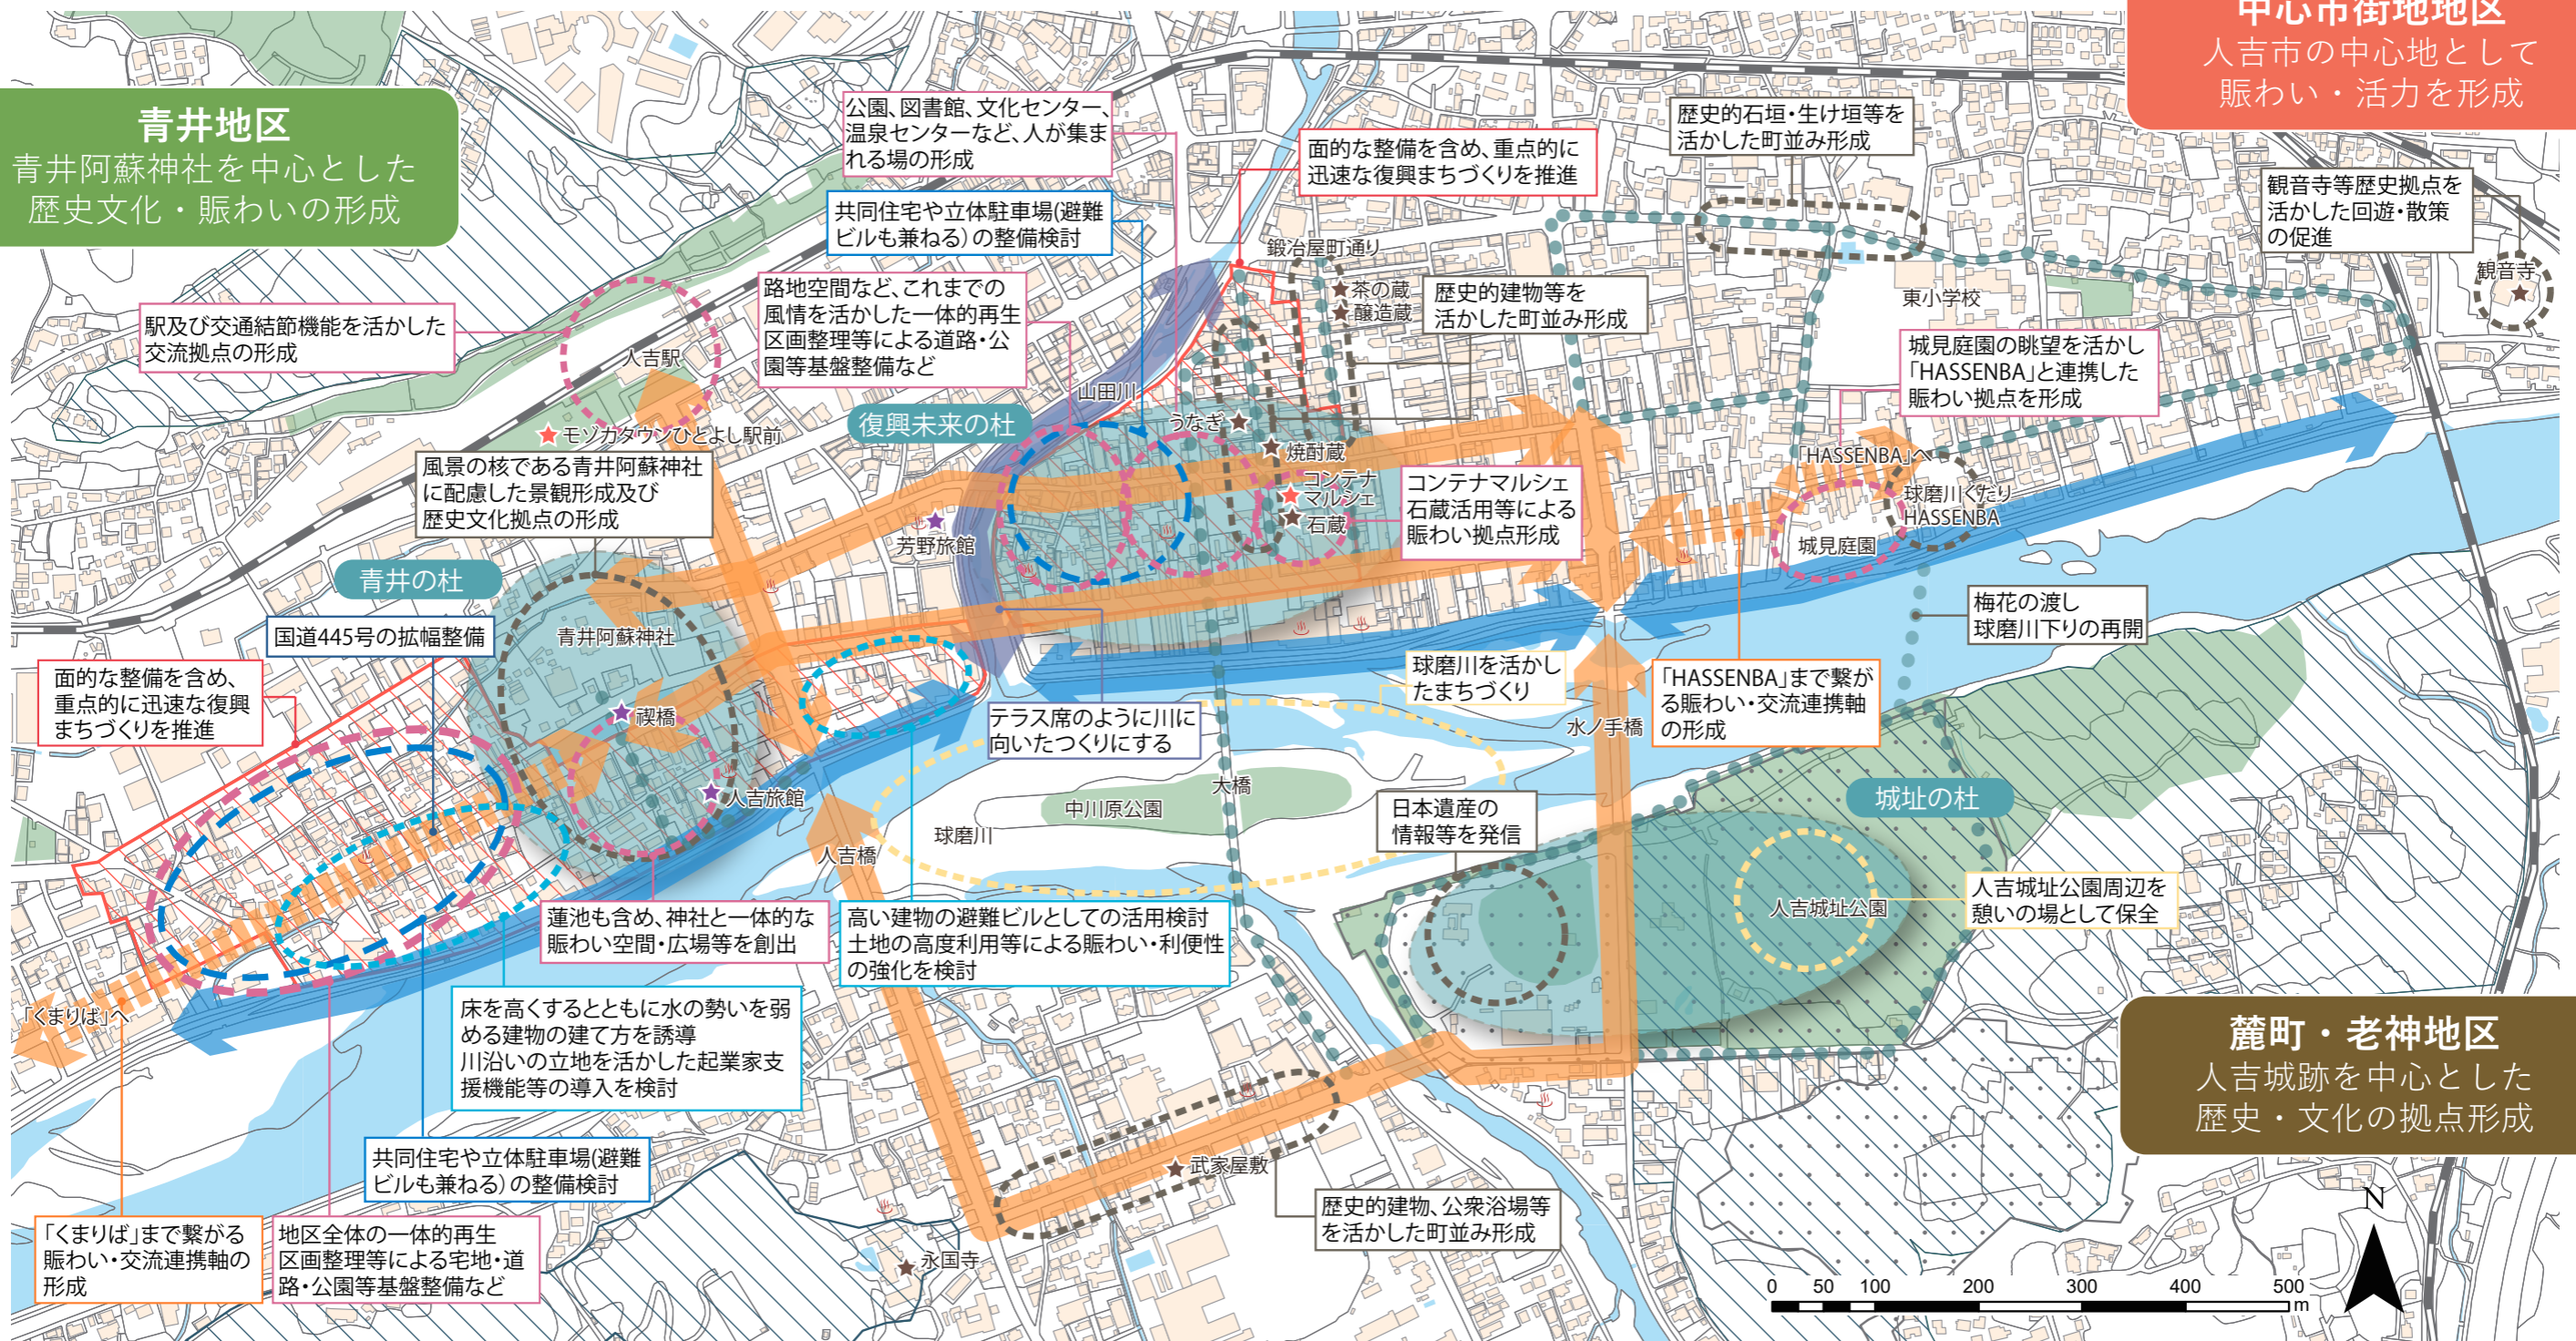 中心市街地地区
人吉市の中心地として
賑わい・活力を形成
青井地区
青井阿蘇神社を中心とした
歴史文化・賑わいの形成
公園、図書館、文化センター、
温泉センターなど、人が集ま
れる場の形成
面的な整備を含め、重点的に
迅速な復興まちづくりを推進
歴史的石垣・生け垣等を
活かした町並み形成
観音寺等歴史拠点を
活かした回遊・散策
の促進
共同住宅や立体駐車場(避難
ビルも兼ねる)の整備検討
鍛冶屋町通り
茶の蔵
醸造蔵
歴史的建物等を
活かした町並み形成
東小学校
観音寺
駅及び交通結節機能を活かした
交流拠点の形成
路地空間など、これまでの
風情を活かした一体的再生
区画整理等による道路・公
園等基盤整備など
人吉駅
山田川
城見庭園の眺望を活かし
「HASSENBA」と連携した
賑わい拠点を形成
モゾカタウンひとよし駅前
復興未来の杜
うなぎ
焼酎蔵
コンテナ
マルシェ
石蔵
コンテナマルシェ
石蔵活用等による
賑わい拠点形成
HASSENBA」へ
球磨川くだり
HASSENBA
城見庭園
風景の核である青井阿蘇神社
に配慮した景観形成及び
歴史文化拠点の形成
芳野旅館
青井の杜
国道445号の拡幅整備
青井阿蘇神社
梅花の渡し
球磨川下りの再開
面的な整備を含め、
重点的に迅速な復興
まちづくりを推進
禊橋
人吉旅館
テラス席のように川に
向いたつくりにする
球磨川を活かし
たまちづくり
水ノ手橋
「HASSENBA」まで繋が
る賑わい・交流連携軸
の形成
大橋
中川原公園
球磨川
人吉橋
日本遺産の
情報等を発信
城址の杜
人吉城址公園
人吉城址公園周辺を
憩いの場として保全
蓮池も含め、神社と一体的な
賑わい空間・広場等を創出
高い建物の避難ビルとしての活用検討
土地の高度利用等による賑わい・利便性
の強化を検討
「くまりば」へ
床を高くするとともに水の勢いを弱
める建物の建て方を誘導
川沿いの立地を活かした起業家支
援機能等の導入を検討
麓町・老神地区
人吉城跡を中心とした
歴史・文化の拠点形成
共同住宅や立体駐車場(避難
ビルも兼ねる)の整備検討
武家屋敷
歴史的建物、公衆浴場等
を活かした町並み形成
「くまりば」まで繋がる
賑わい・交流連携軸の
形成
地区全体の一体的再生
区画整理等による宅地・道
路・公園等基盤整備など
永国寺
N
0 50 100 200 300 400 500
m